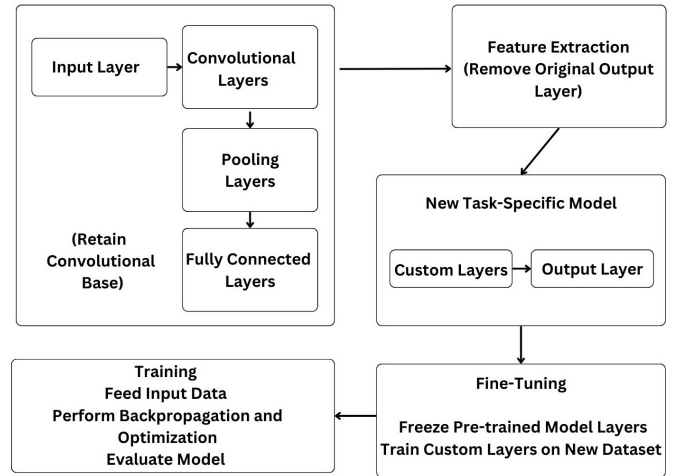 Input Layer
Convolutional
Layers
Pooling
Layers
(Retain
Convolutional
Base)
Fully Connected
Layers
Feature Extraction
(Remove Original Output
Layer)
New Task-Specific Model
Custom Layers
Output Layer
Fine-Tuning
Freeze Pre-trained Model Layers
Train Custom Layers on New Dataset
Training
Feed Input Data
Perform Backpropagation and
Optimization
Evaluate Model